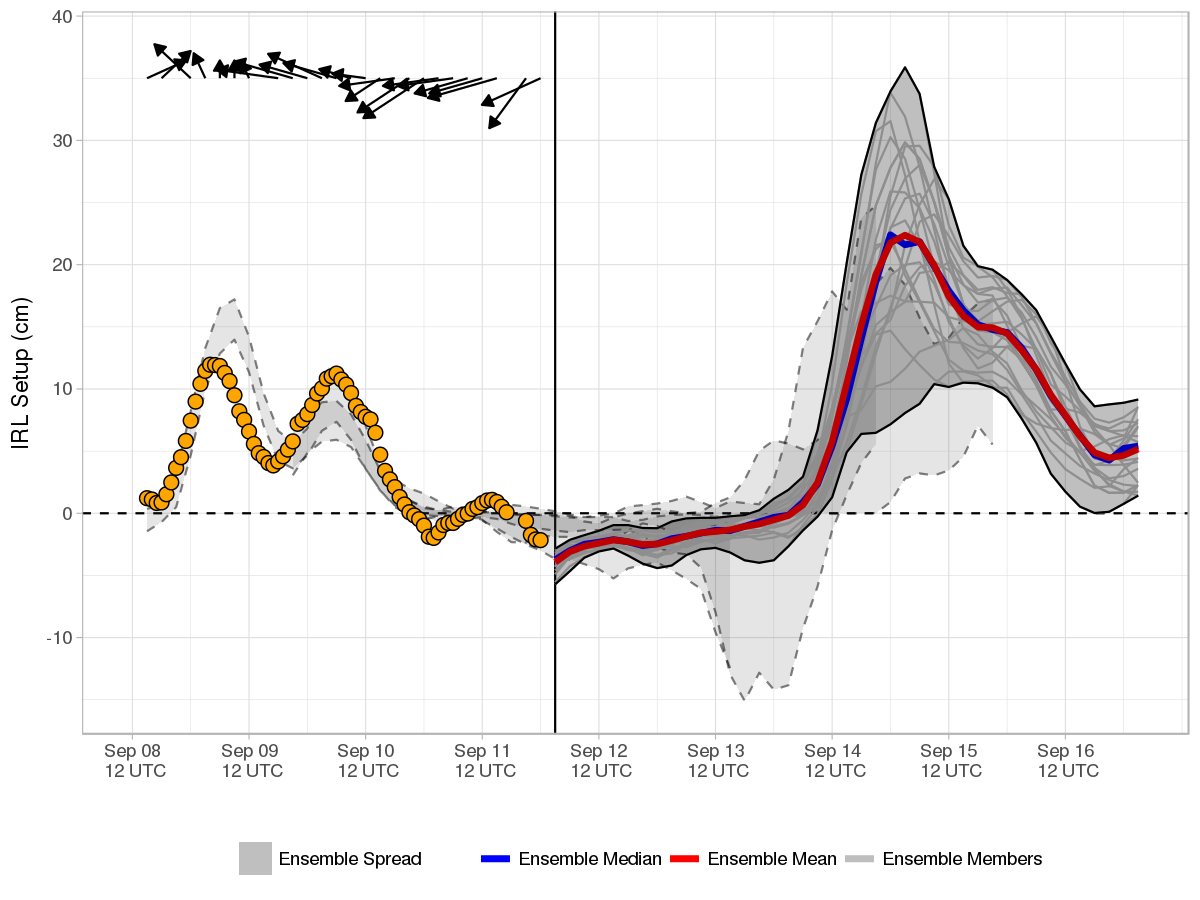 IRL Setup (cm)
40
30
20
10
0
-10
Sep 08 Sep 09 Sep 10 Sep 11 Sep 12 Sep 13 Sep 14 Sep 15 Sep 16
12 UTC 12 UTC 12 UTC 12 UTC 12 UTC 12 UTC 12 UTC 12 UTC 12 UTC
Ensemble Spread Ensemble Median Ensemble Mean Ensemble Members